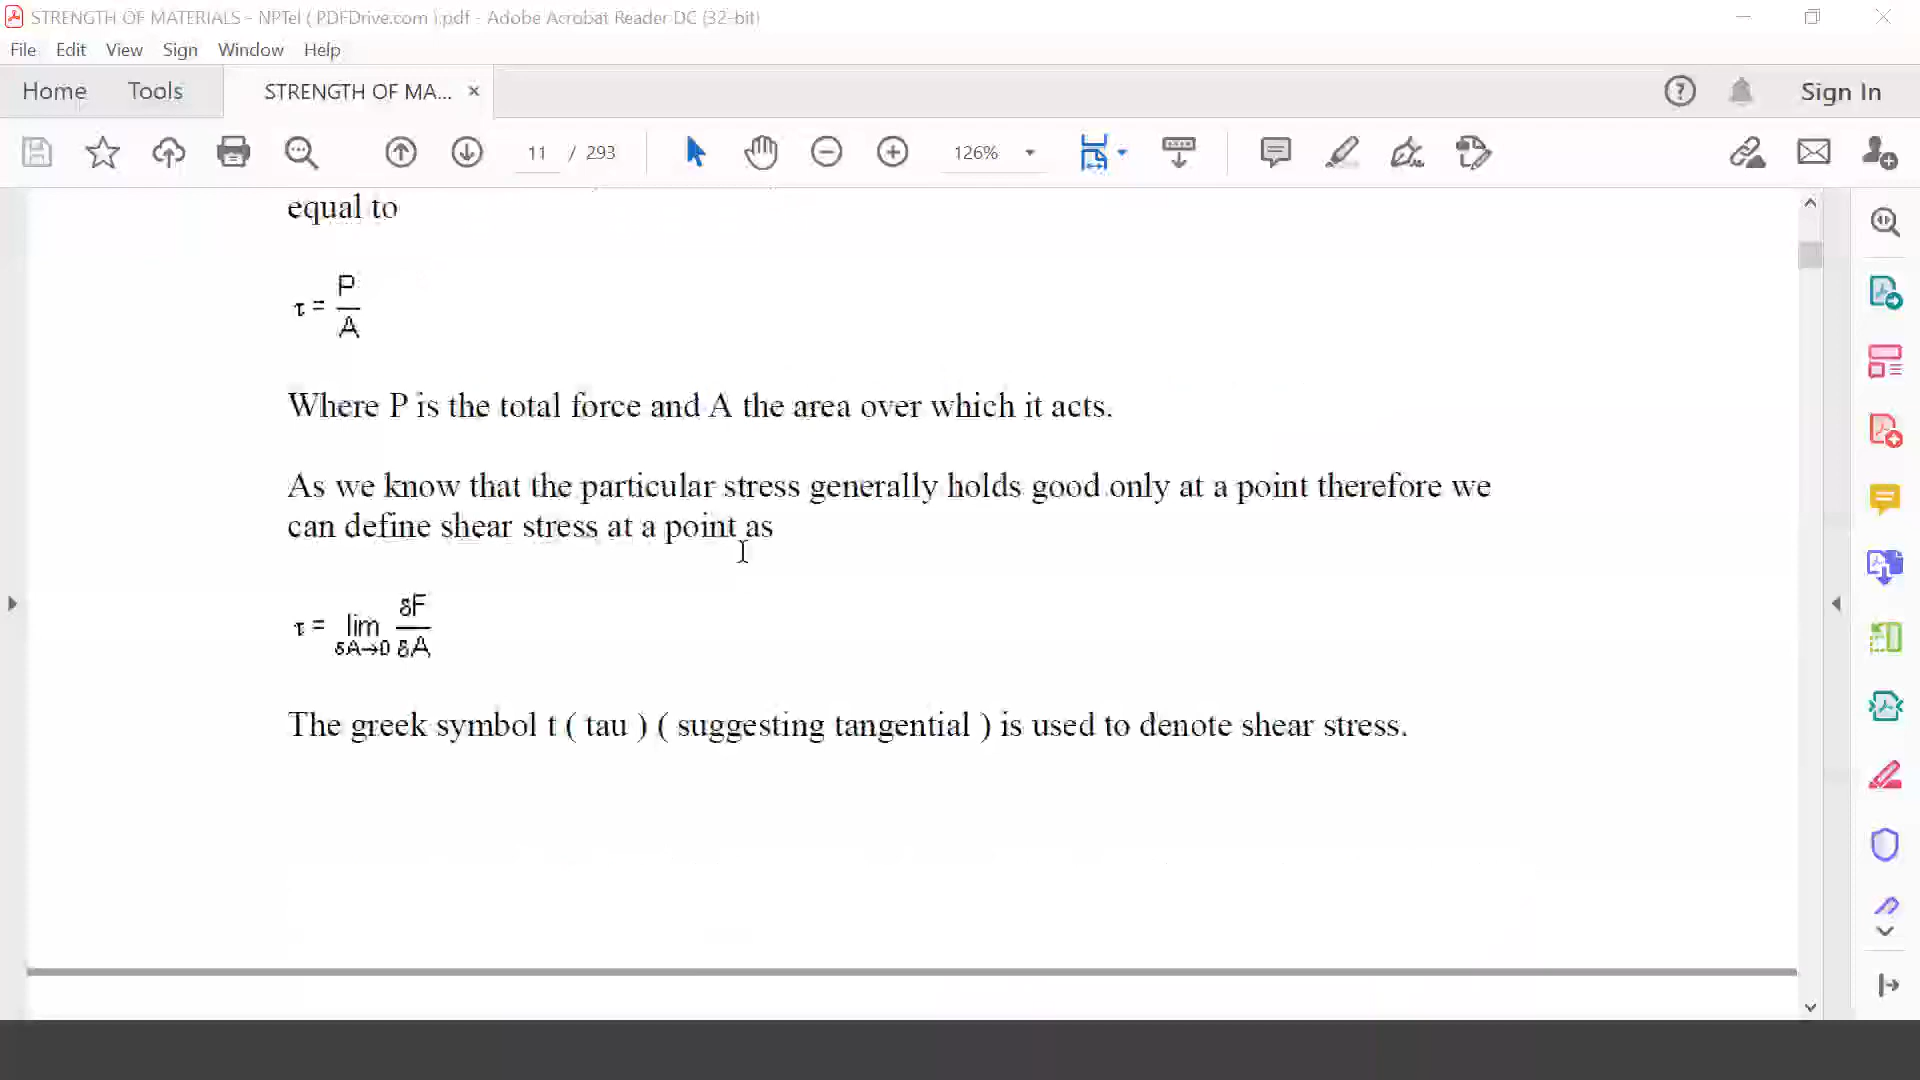 STRENGTH OF MATERIALS - NPTel ( PDFDrive.com ).pdf - Adobe Acrobat Reader DC (32-bit)
File Edit View Sign Window Help
Home Tools STRENGTH OF MA... × Sign In
11 / 293 126%
equal to
τ = P/A
Where P is the total force and A the area over which it acts.
As we know that the particular stress generally holds good only at a point therefore we
can define shear stress at a point as
τ = lim δA→0 δF/δA
The greek symbol t ( tau ) ( suggesting tangential ) is used to denote shear stress.